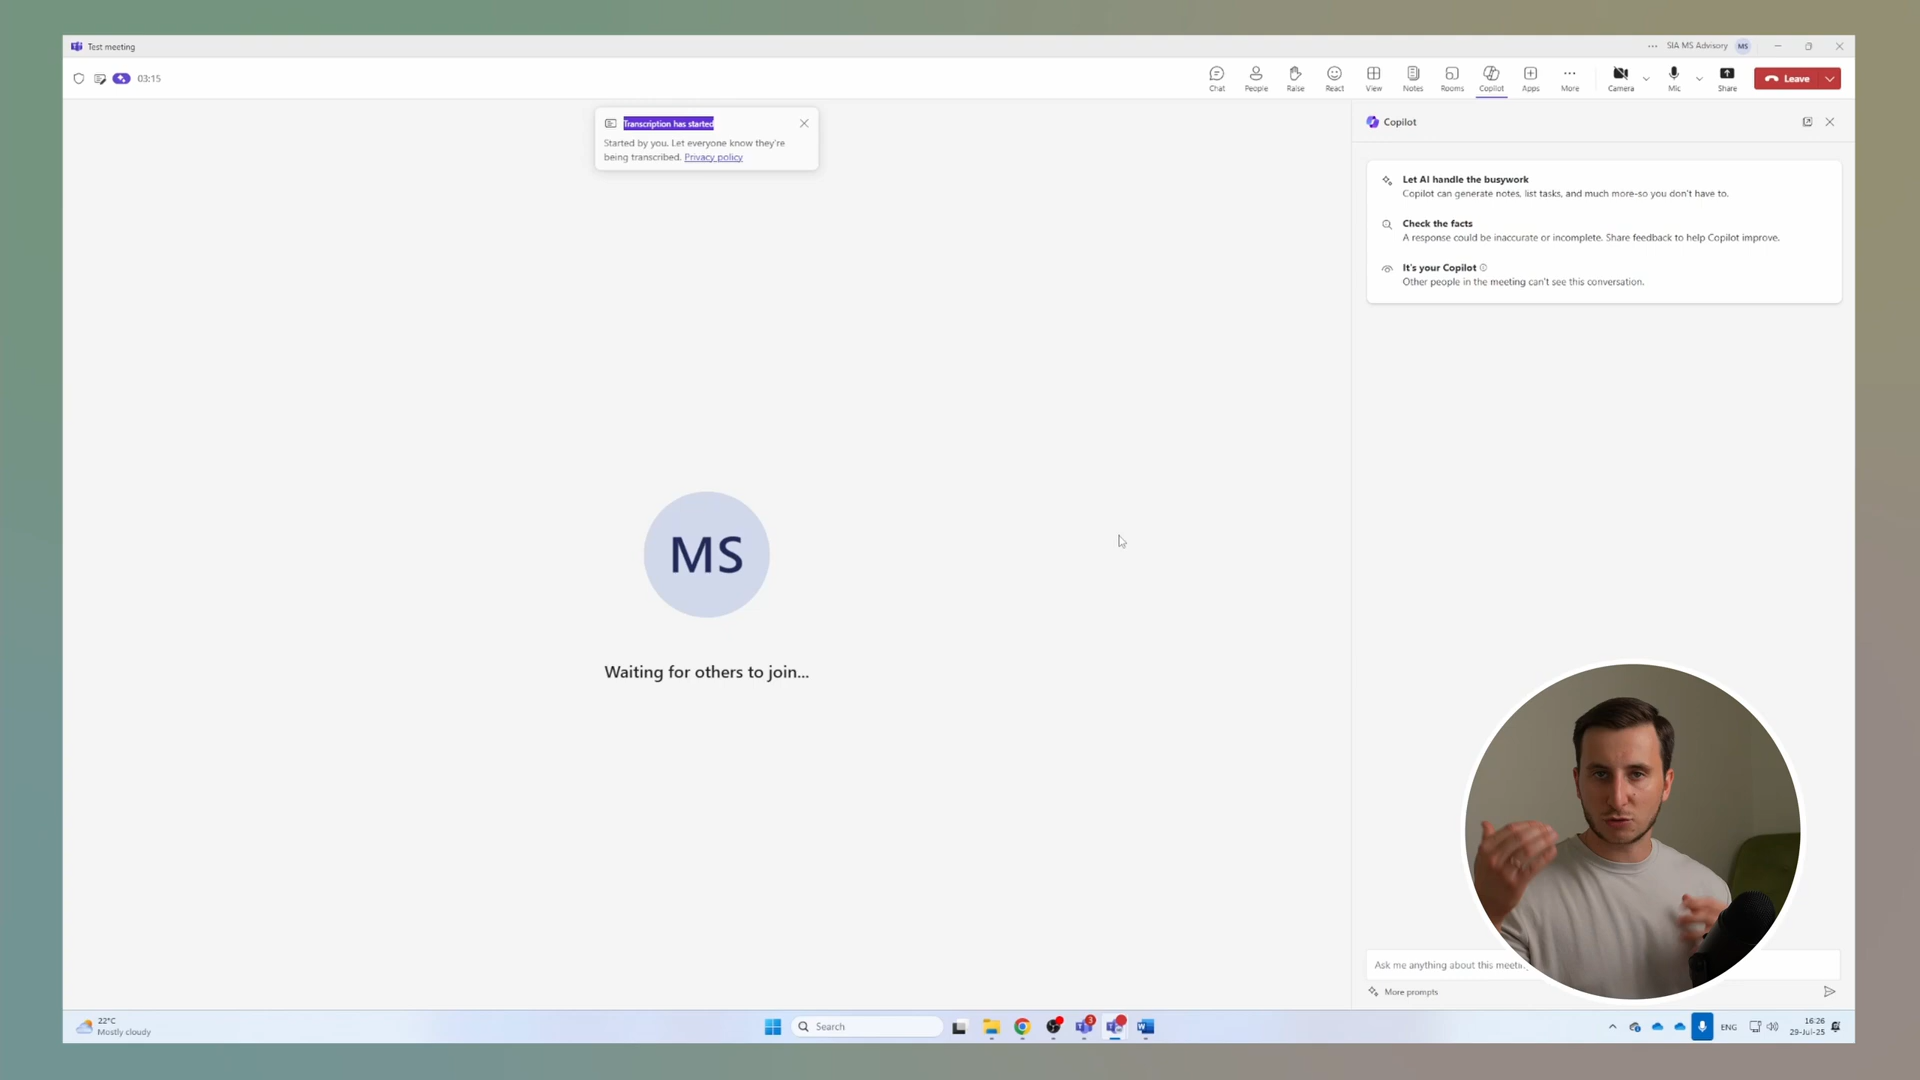 Test meeting
SIA MS Advisory MS
03:15
Chat People Raise React View Notes Rooms Copilot Apps More Camera Mic Share Leave
Transcription has started
Started by you. Let everyone know they're
being transcribed. Privacy policy
Copilot
Let AI handle the busywork
Copilot can generate notes, list tasks, and much more-so you don't have to.
Check the facts
A response could be inaccurate or incomplete. Share feedback to help Copilot improve.
It's your Copilot
Other people in the meeting can't see this conversation.
MS
Waiting for others to join...
Ask me anything about this
More prompts
22°C
Mostly cloudy
Search
3
ENG
16:26
29-Jul-25